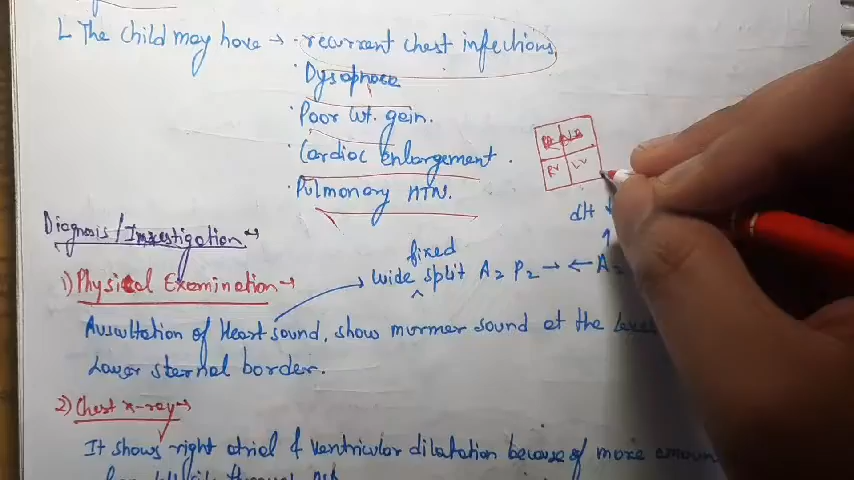 L The child may have → · recurrent chest infections
· Dyspnoea
· Poor wt. gain.
· Cardiac enlargement.
· Pulmonary HTN.
RV LV
Diagnosis/Investigation →
fixed
1) Physical Examination → wide split A2 P2 → ← A2
^
Auscultation of Heart sound, show murmer sound at the
Lower sternal border.
2) Chest x-ray →
It shows right atrial & ventricular dilatation because of more